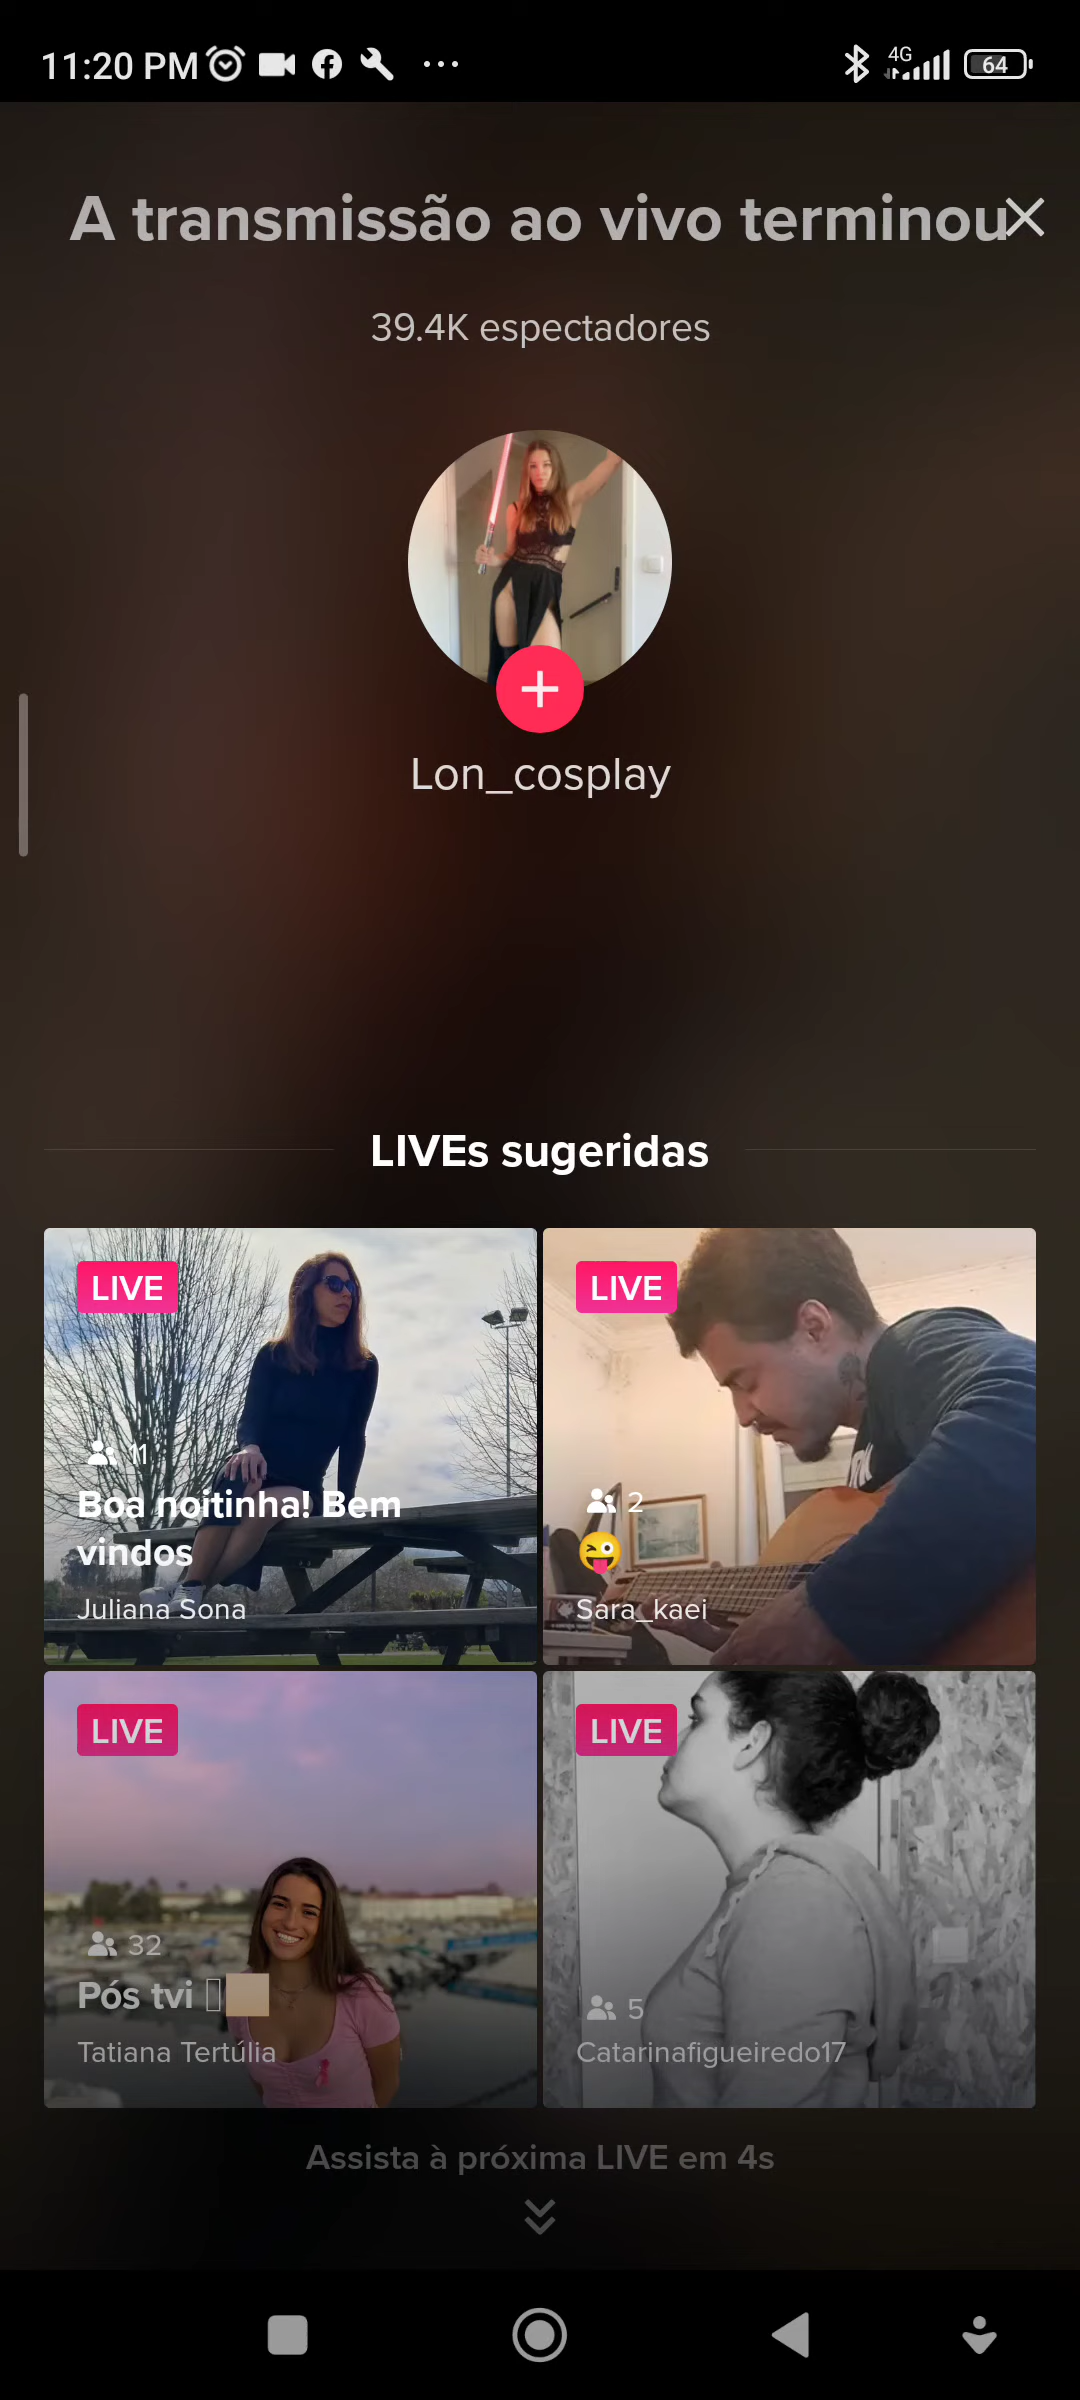 11:20 PM
4G
64
A transmissão ao vivo terminou
39.4K espectadores
Lon_cosplay
LIVEs sugeridas
LIVE
11
Boa noitinha! Bem
vindos
Juliana Sona
LIVE
2
😜
Sara_kaei
LIVE
32
Pós tvi
Tatiana Tertúlia
LIVE
5
Catarinafigueiredo17
Assista à próxima LIVE em 4s